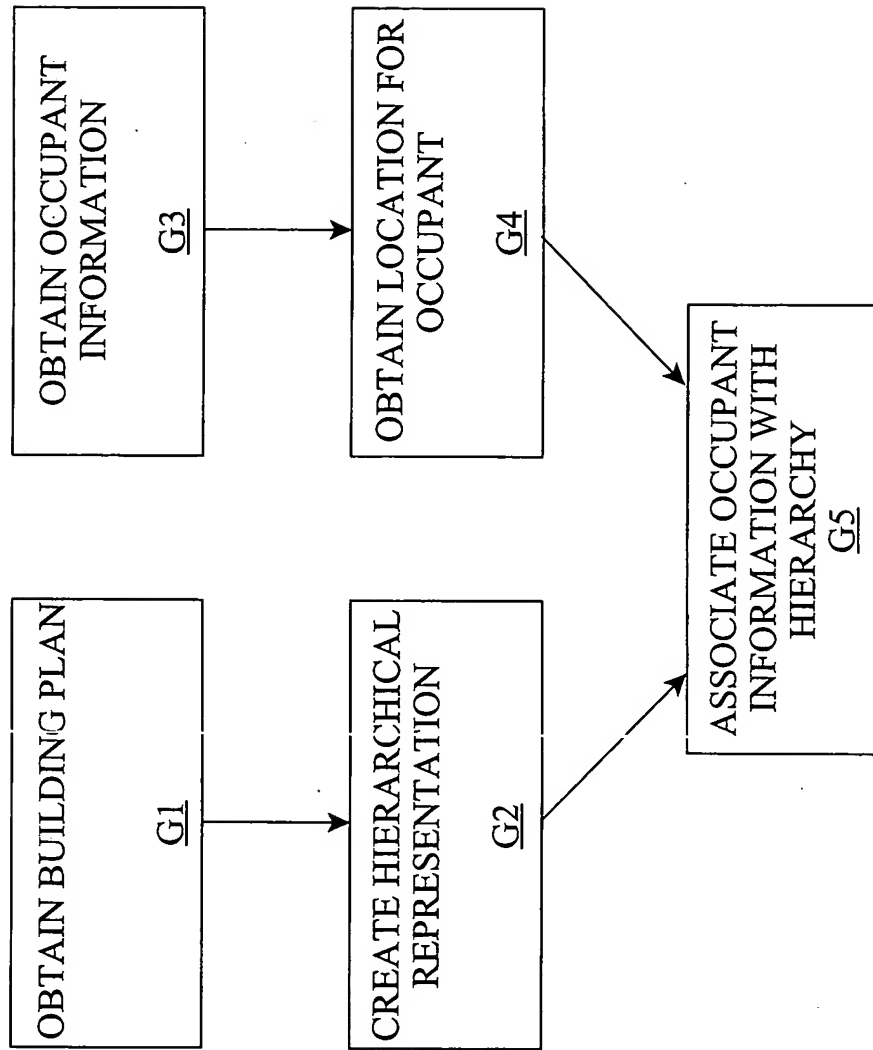 OBTAIN BUILDING PLAN
G1
CREATE HIERARCHICAL
REPRESENTATION
G2
OBTAIN OCCUPANT
INFORMATION
G3
OBTAIN LOCATION FOR
OCCUPANT
G4
ASSOCIATE OCCUPANT
INFORMATION WITH
HIERARCHY
G5